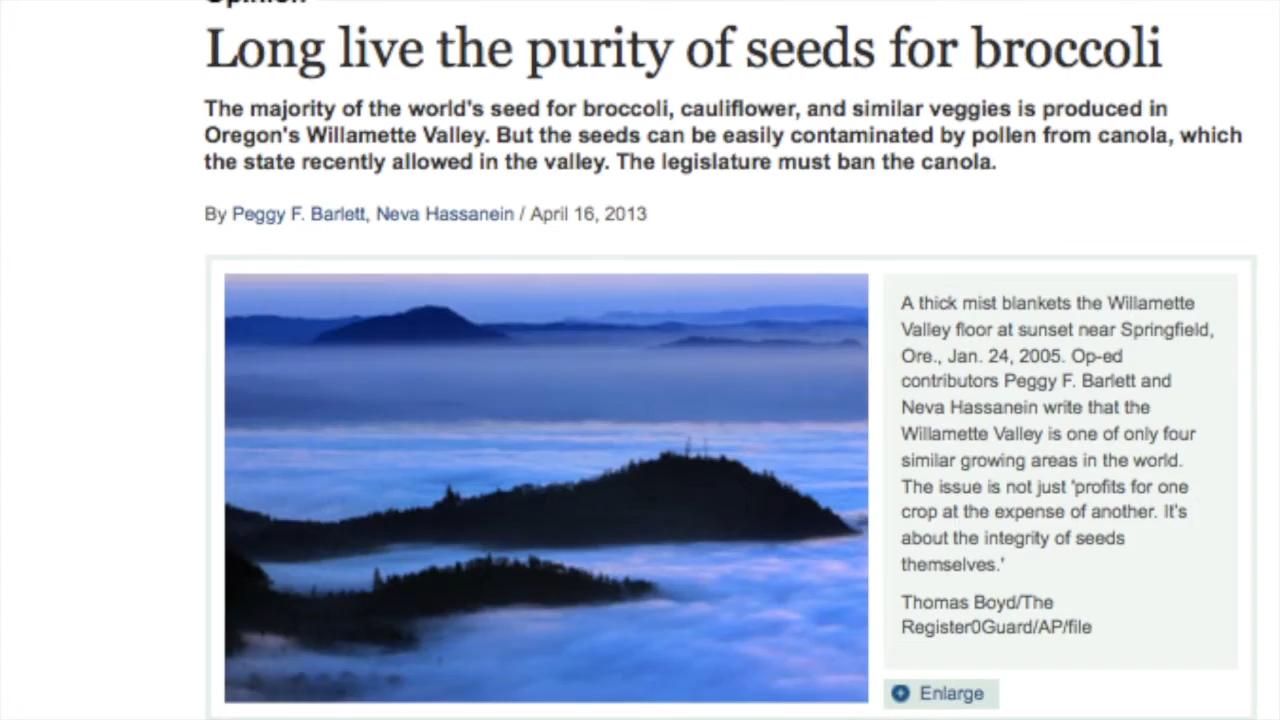 Opinion
Long live the purity of seeds for broccoli
The majority of the world's seed for broccoli, cauliflower, and similar veggies is produced in
Oregon's Willamette Valley. But the seeds can be easily contaminated by pollen from canola, which
the state recently allowed in the valley. The legislature must ban the canola.
By Peggy F. Barlett, Neva Hassanein / April 16, 2013
A thick mist blankets the Willamette
Valley floor at sunset near Springfield,
Ore., Jan. 24, 2005. Op-ed
contributors Peggy F. Barlett and
Neva Hassanein write that the
Willamette Valley is one of only four
similar growing areas in the world.
The issue is not just 'profits for one
crop at the expense of another. It's
about the integrity of seeds
themselves.'
Thomas Boyd/The
Register0Guard/AP/file
Enlarge